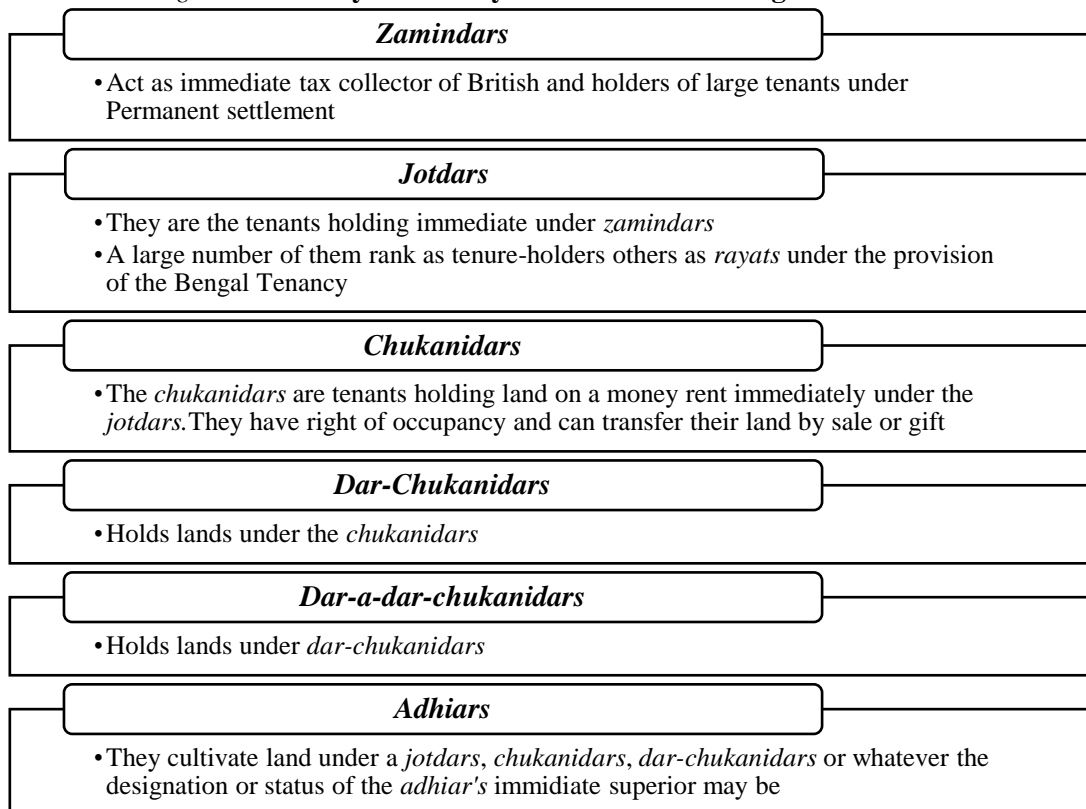 Zamindars
•Act as immediate tax collector of British and holders of large tenants under
Permanent settlement
Jotdars
•They are the tenants holding immediate under zamindars
•A large number of them rank as tenure-holders others as rayats under the provision
of the Bengal Tenancy
Chukanidars
•The chukanidars are tenants holding land on a money rent immediately under the
jotdars.They have right of occupancy and can transfer their land by sale or gift
Dar-Chukanidars
•Holds lands under the chukanidars
Dar-a-dar-chukanidars
•Holds lands under dar-chukanidars
Adhiars
•They cultivate land under a jotdars, chukanidars, dar-chukanidars or whatever the
designation or status of the adhiar's immidiate superior may be